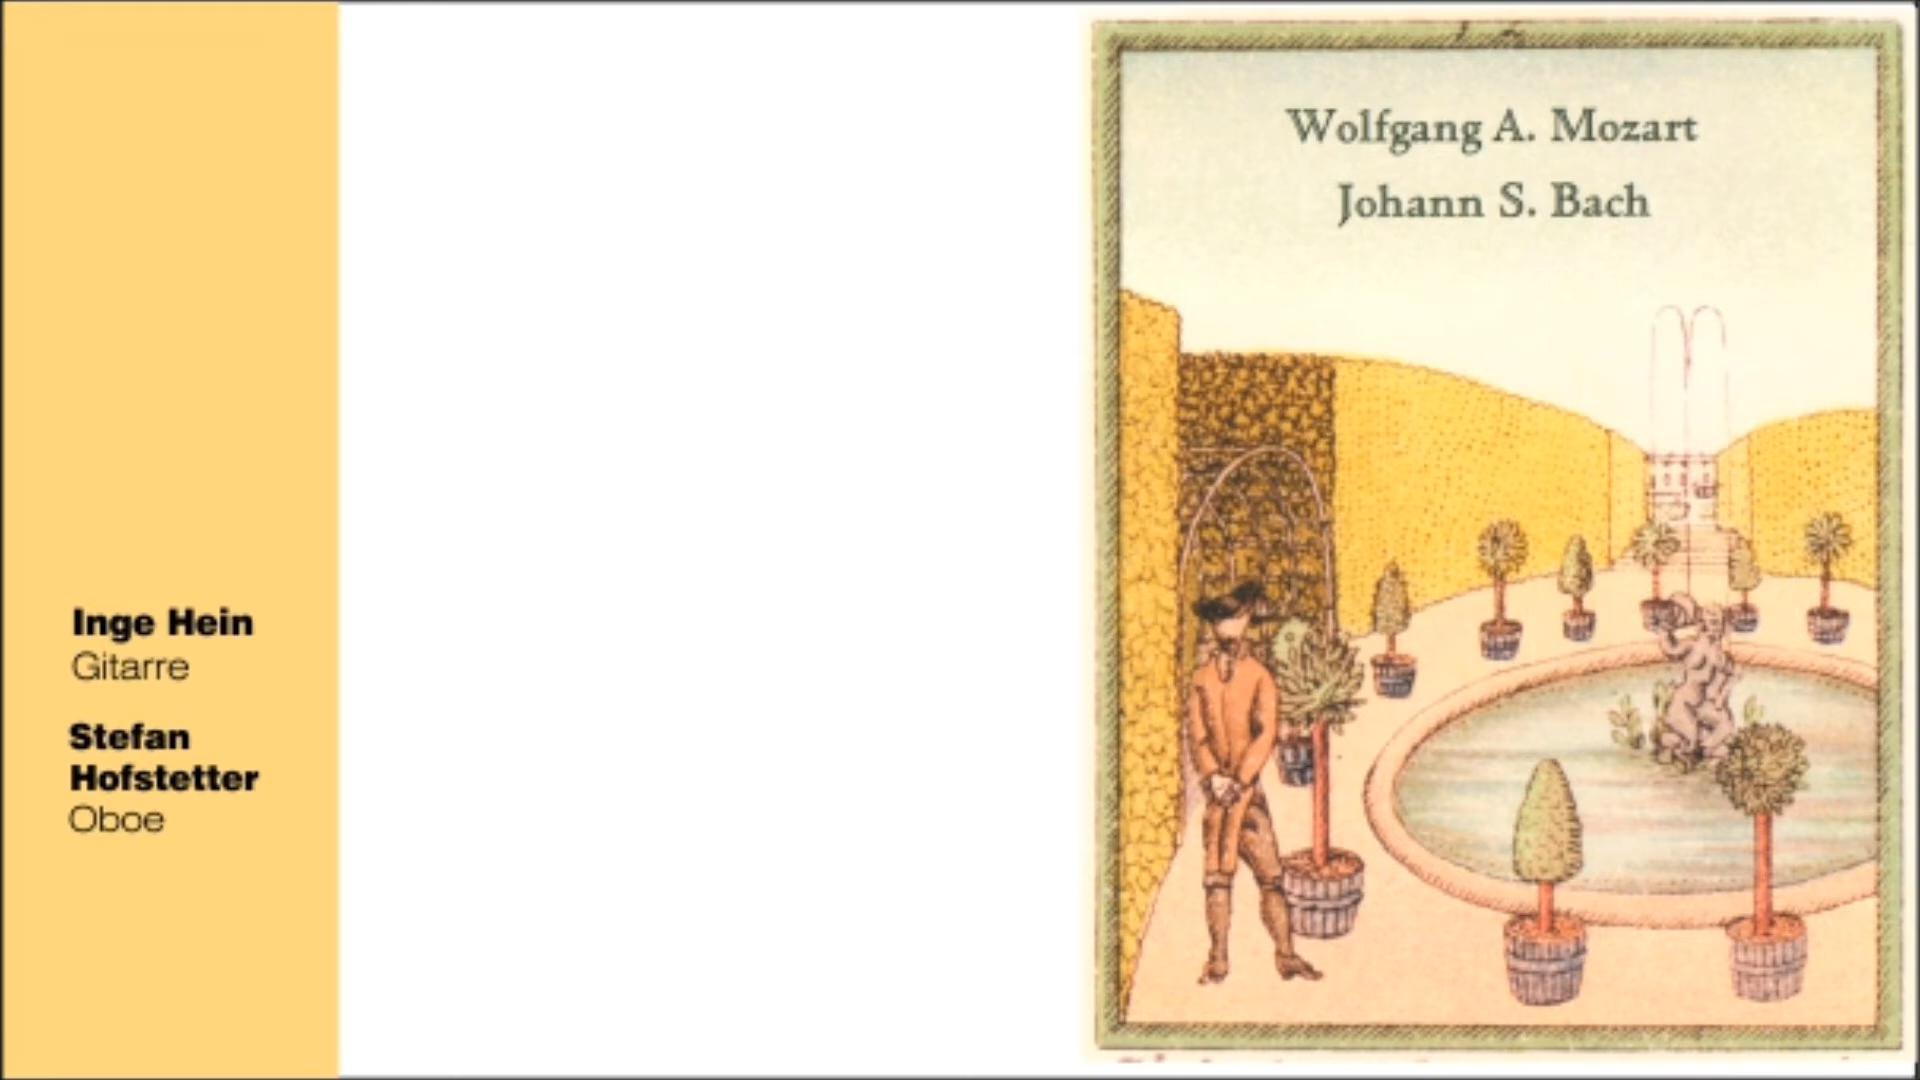 Inge Hein
Gitarre
Stefan
Hofstetter
Oboe
Wolfgang A. Mozart
Johann S. Bach